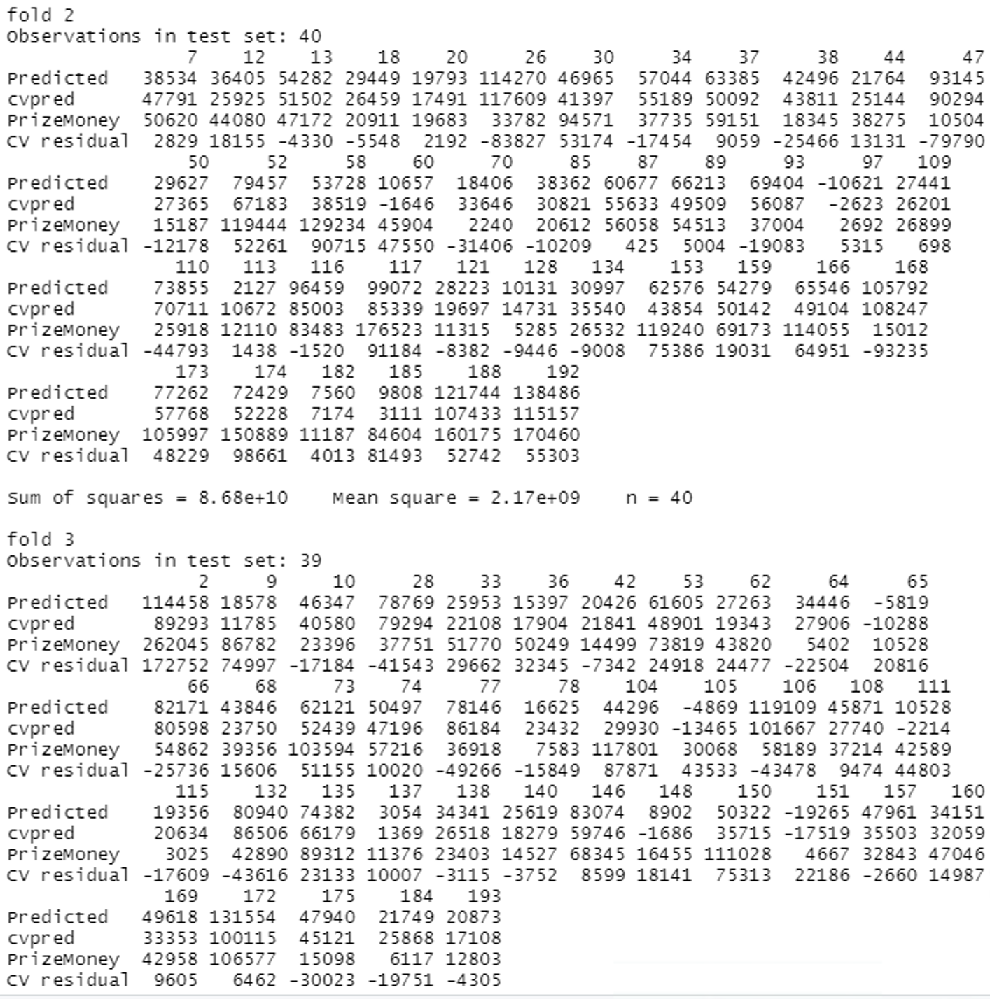 fold 2
Observations in test set: 40
7 12 13 18 20 26 30 34 37 38 44 47
Predicted 38534 36405 54282 29449 19793 114270 46965 57044 63385 42496 21764 93145
cvpred 47791 25925 51502 26459 17491 117609 41397 55189 50092 43811 25144 90294
PrizeMoney 50620 44080 47172 20911 19683 33782 94571 37735 59151 18345 38275 10504
CV residual 2829 18155 -4330 -5548 2192 -83827 53174 -17454 9059 -25466 13131 -79790
50 52 58 60 70 85 87 89 93 97 109
Predicted 29627 79457 53728 10657 18406 38362 60677 66213 69404 -10621 27441
cvpred 27365 67183 38519 -1646 33646 30821 55633 49509 56087 -2623 26201
PrizeMoney 15187 119444 129234 45904 2240 20612 56058 54513 37004 2692 26899
CV residual -12178 52261 90715 47550 -31406 -10209 425 5004 -19083 5315 698
110 113 116 117 121 128 134 153 159 166 168
Predicted 73855 2127 96459 99072 28223 10131 30997 62576 54279 65546 105792
cvpred 70711 10672 85003 85339 19697 14731 35540 43854 50142 49104 108247
PrizeMoney 25918 12110 83483 176523 11315 5285 26532 119240 69173 114055 15012
CV residual -44793 1438 -1520 91184 -8382 -9446 -9008 75386 19031 64951 -93235
173 174 182 185 188 192
Predicted 77262 72429 7560 9808 121744 138486
cvpred 57768 52228 7174 3111 107433 115157
PrizeMoney 105997 150889 11187 84604 160175 170460
CV residual 48229 98661 4013 81493 52742 55303
Sum of squares = 8.68e+10 Mean square = 2.17e+09 n = 40
fold 3
Observations in test set: 39
2 9 10 28 33 36 42 53 62 64 65
Predicted 114458 18578 46347 78769 25953 15397 20426 61605 27263 34446 -5819
cvpred 89293 11785 40580 79294 22108 17904 21841 48901 19343 27906 -10288
PrizeMoney 262045 86782 23396 37751 51770 50249 14499 73819 43820 5402 10528
CV residual 172752 74997 -17184 -41543 29662 32345 -7342 24918 24477 -22504 20816
66 68 73 74 77 78 104 105 106 108 111
Predicted 82171 43846 62121 50497 78146 16625 44296 -4869 119109 45871 10528
cvpred 80598 23750 52439 47196 86184 23432 29930 -13465 101667 27740 -2214
PrizeMoney 54862 39356 103594 57216 36918 7583 117801 30068 58189 37214 42589
CV residual -25736 15606 51155 10020 -49266 -15849 87871 43533 -43478 9474 44803
115 132 135 137 138 140 146 148 150 151 157 160
Predicted 19356 80940 74382 3054 34341 25619 83074 8902 50322 -19265 47961 34151
cvpred 20634 86506 66179 1369 26518 18279 59746 -1686 35715 -17519 35503 32059
PrizeMoney 3025 42890 89312 11376 23403 14527 68345 16455 111028 4667 32843 47046
CV residual -17609 -43616 23133 10007 -3115 -3752 8599 18141 75313 22186 -2660 14987
169 172 175 184 193
Predicted 49618 131554 47940 21749 20873
cvpred 33353 100115 45121 25868 17108
PrizeMoney 42958 106577 15098 6117 12803
CV residual 9605 6462 -30023 -19751 -4305